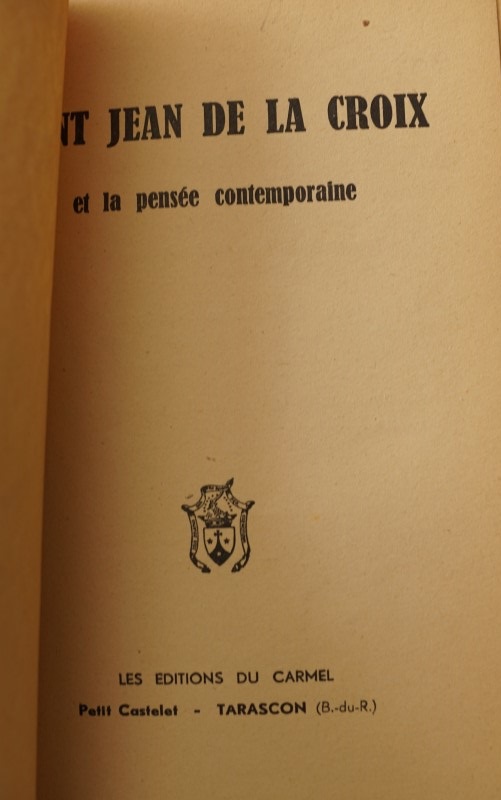 NT JEAN DE LA CROIX
et la pensée contemporaine
LES EDITIONS DU CARMEL
Petit Castelet - TARASCON (B.-du-R.)